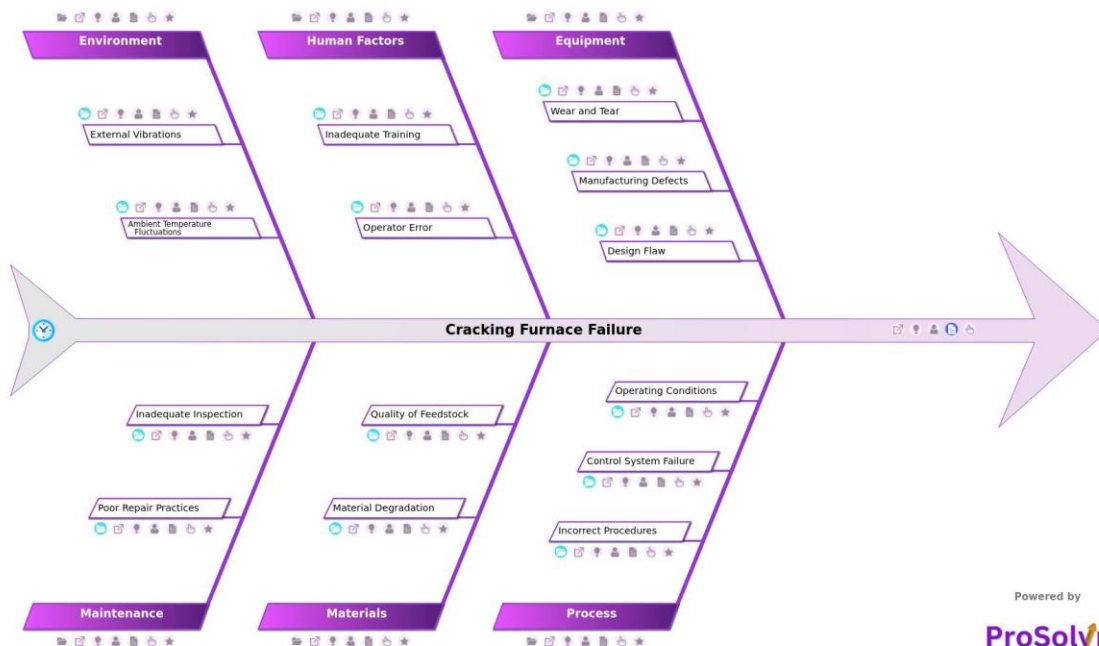 Environment
Human Factors
Equipment
Wear and Tear
External Vibrations
Inadequate Training
Manufacturing Defects
Ambient Temperature
Fluctuations
Operator Error
Design Flaw
Cracking Furnace Failure
Operating Conditions
Inadequate Inspection
Quality of Feedstock
Control System Failure
Poor Repair Practices
Material Degradation
Incorrect Procedures
Maintenance
Materials
Process
Powered by